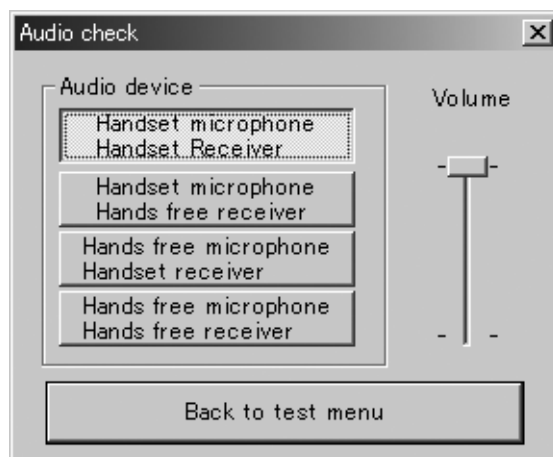 Audio check
Audio device
Handset microphone
Handset Receiver
Handset microphone
Hands free receiver
Hands free microphone
Handset receiver
Hands free microphone
Hands free receiver
Volume
Back to test menu